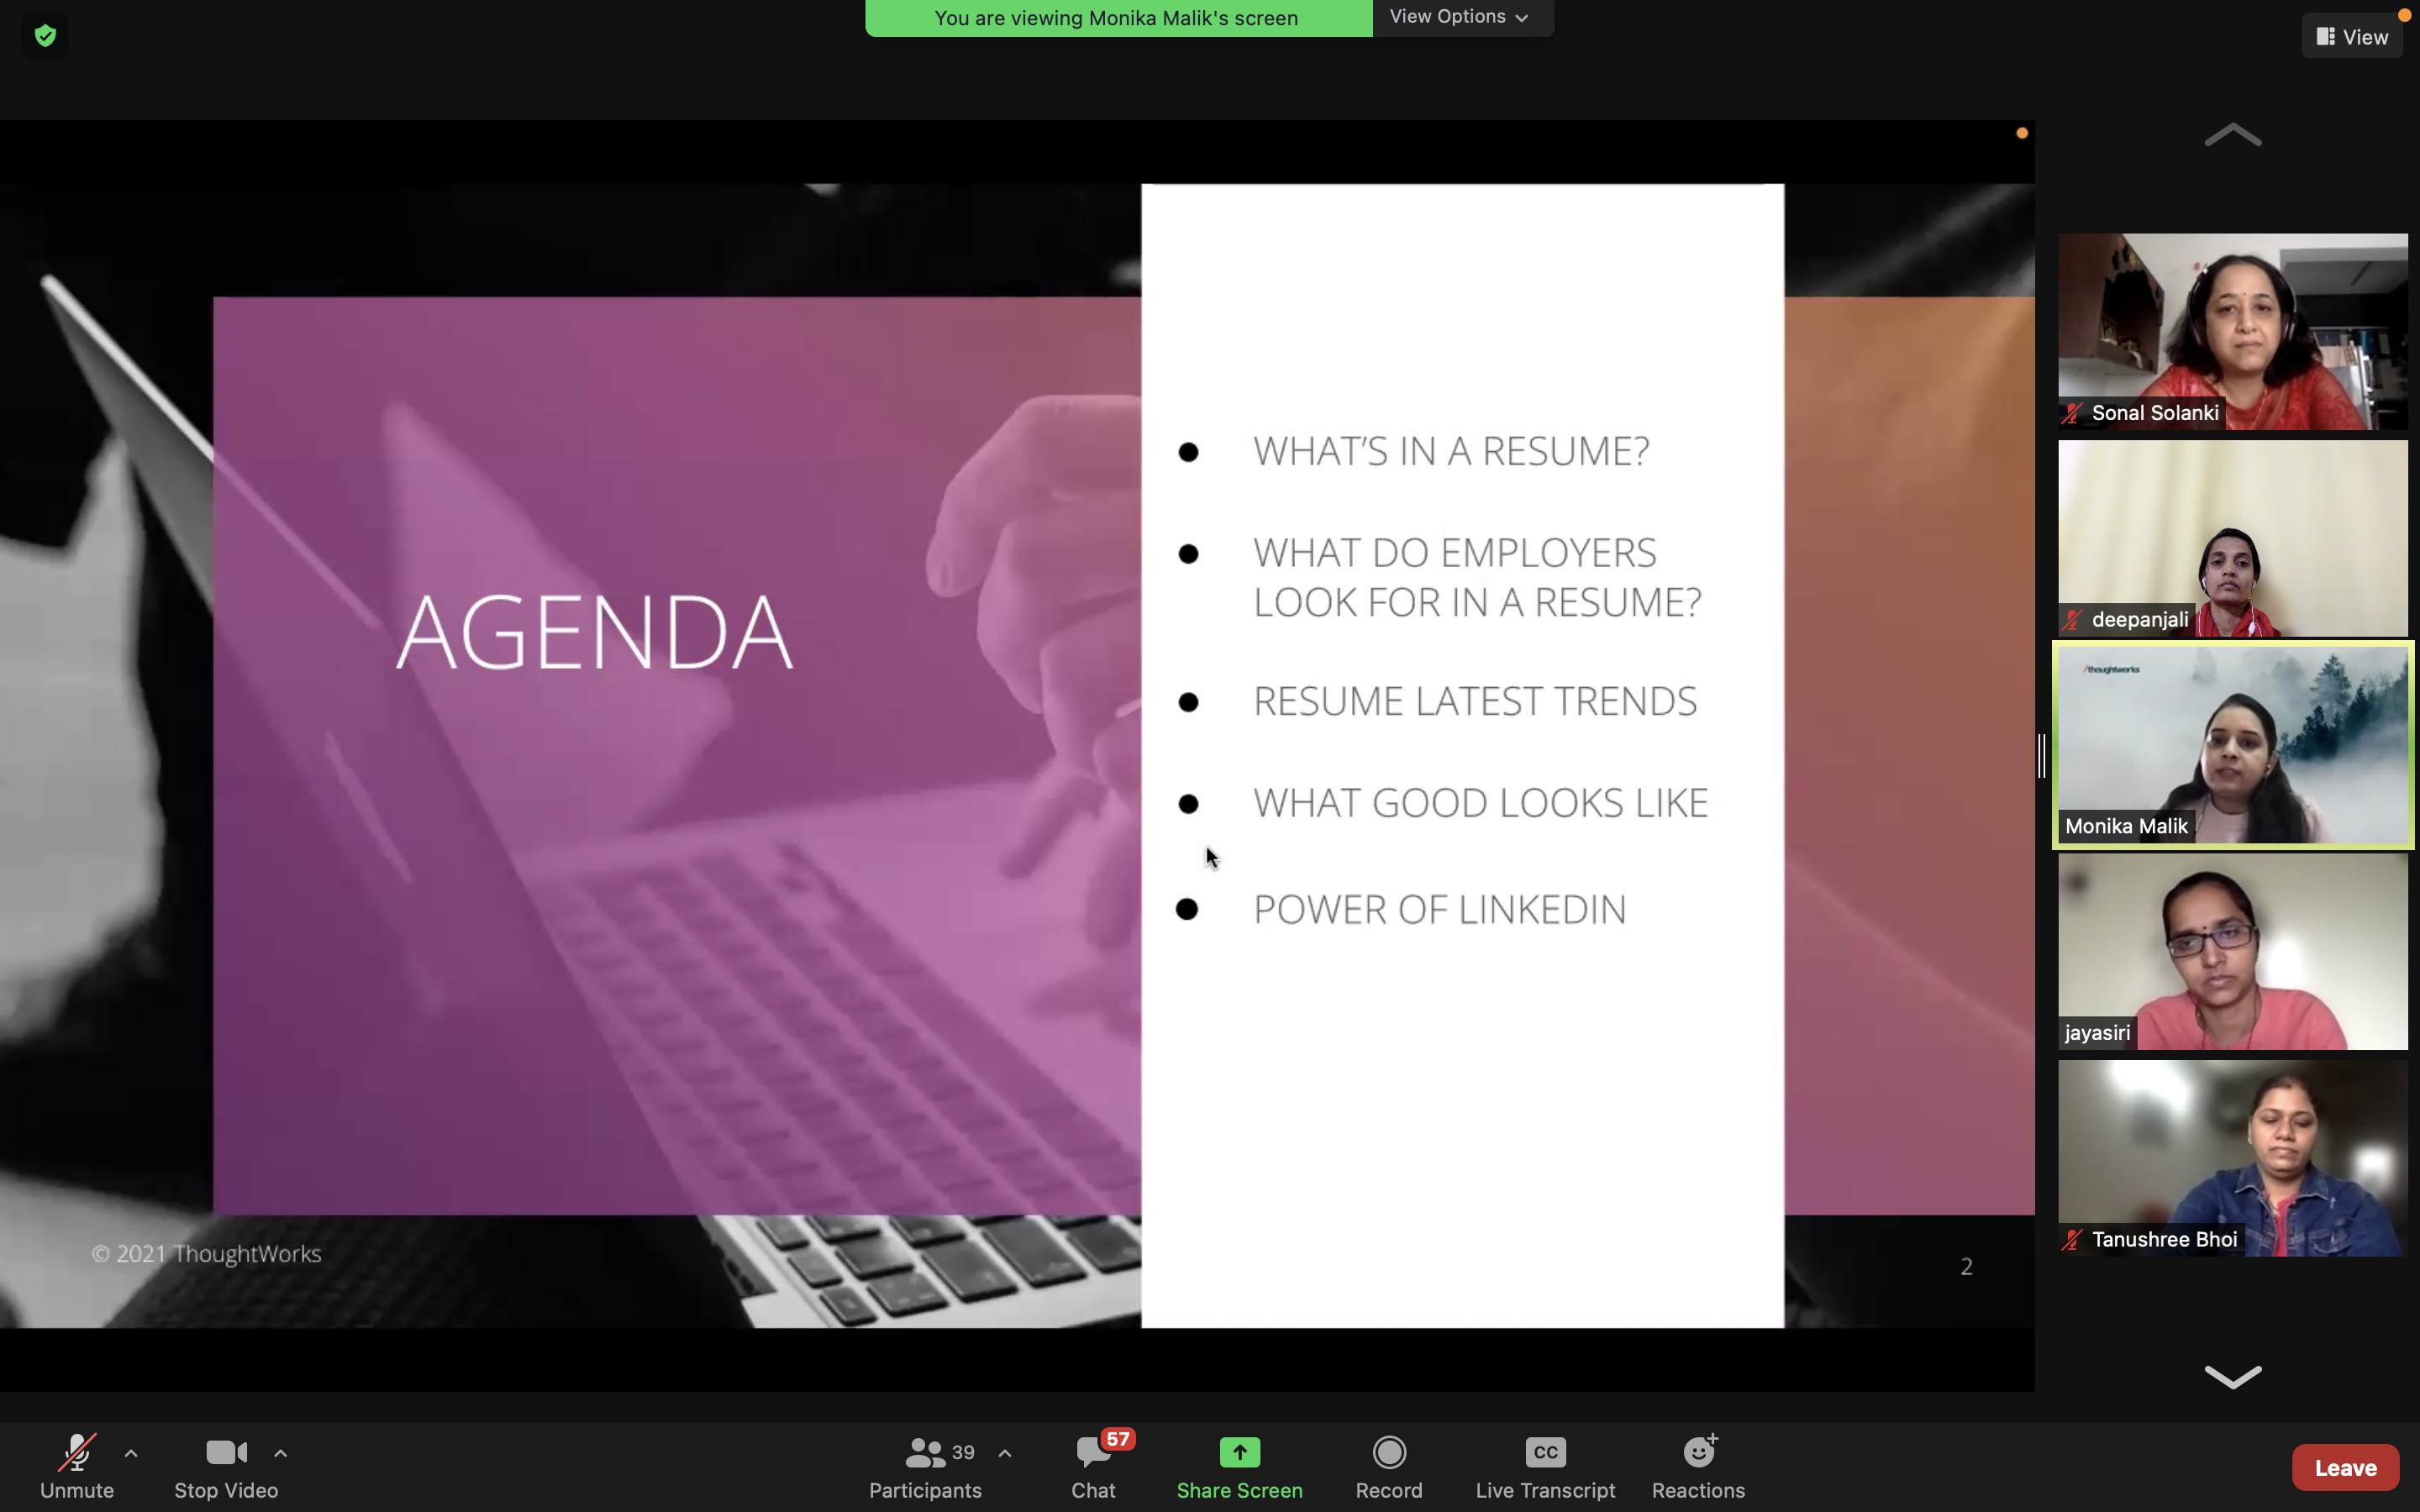 You are viewing Monika Malik's screen
View Options
View
AGENDA
WHAT'S IN A RESUME?
WHAT DO EMPLOYERS
LOOK FOR IN A RESUME?
RESUME LATEST TRENDS
WHAT GOOD LOOKS LIKE
POWER OF LINKEDIN
© 2021 ThoughtWorks
2
Sonal Solanki
deepanjali
/thoughtworks
Monika Malik
jayasiri
Tanushree Bhoi
Unmute
Stop Video
39
Participants
57
Chat
Share Screen
Record
CC
Live Transcript
Reactions
Leave